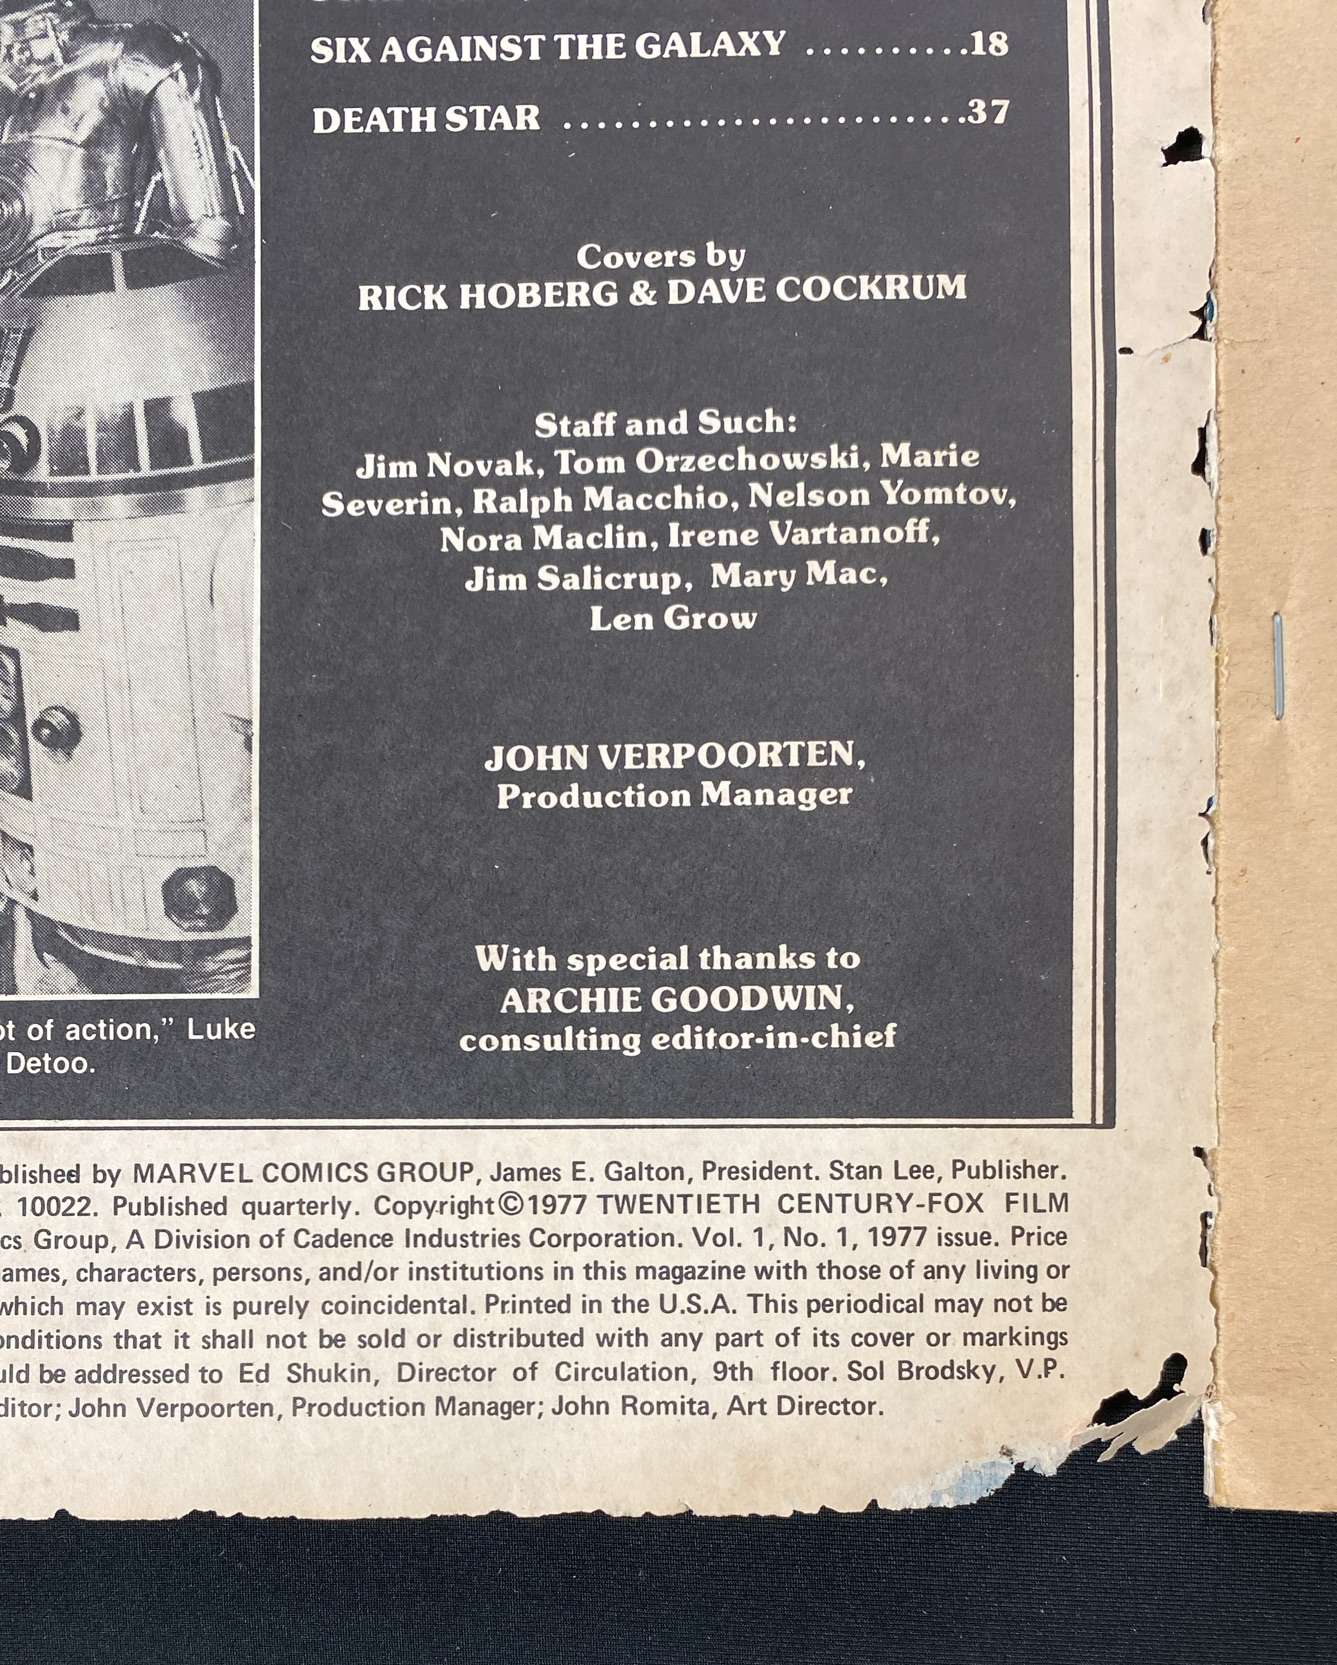 SIX AGAINST THE GALAXY ..........18
DEATH STAR ........................37
Covers by
RICK HOBERG & DAVE COCKRUM
Staff and Such:
Jim Novak, Tom Orzechowski, Marie
Severin, Ralph Macchio, Nelson Yomtov,
Nora Maclin, Irene Vartanoff,
Jim Salicrup, Mary Mac,
Len Grow
JOHN VERPOORTEN,
Production Manager
With special thanks to
ARCHIE GOODWIN,
consulting editor-in-chief
ot of action,” Luke
Detoo.
blished by MARVEL COMICS GROUP, James E. Galton, President. Stan Lee, Publisher.
10022. Published quarterly. Copyright©1977 TWENTIETH CENTURY-FOX FILM
cs Group, A Division of Cadence Industries Corporation. Vol. 1, No. 1, 1977 issue. Price
ames, characters, persons, and/or institutions in this magazine with those of any living or
which may exist is purely coincidental. Printed in the U.S.A. This periodical may not be
onditions that it shall not be sold or distributed with any part of its cover or markings
uld be addressed to Ed Shukin, Director of Circulation, 9th floor. Sol Brodsky, V.P.
ditor; John Verpoorten, Production Manager; John Romita, Art Director.